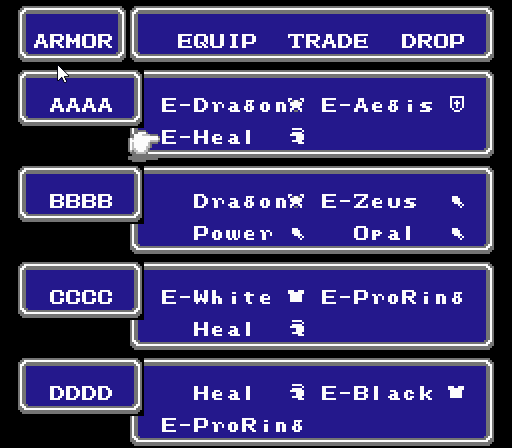 ARMOR
EQUIP TRADE DROP
AAAA
E-Dragon E-Aegis
E-Heal
BBBB
Dragon E-Zeus
Power Opal
CCCC
E-White E-ProRing
Heal
DDDD
Heal E-Black
E-ProRing